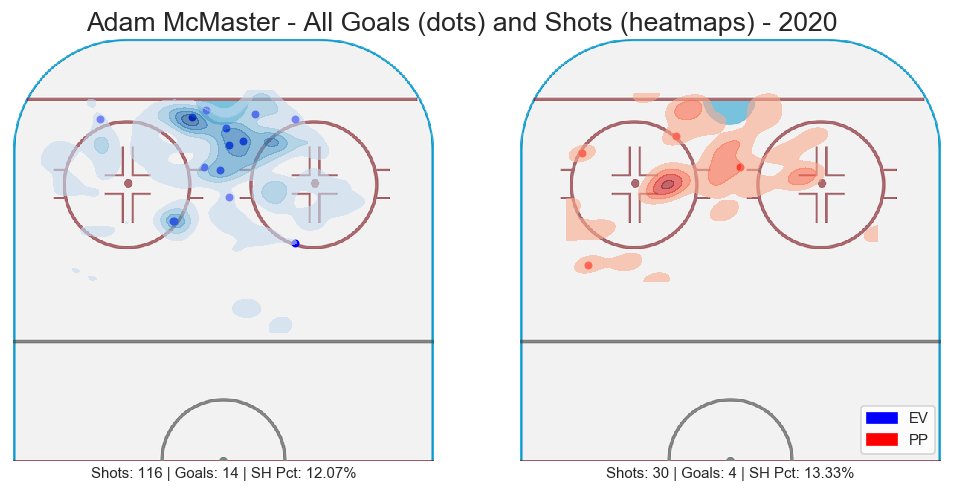 Adam McMaster - All Goals (dots) and Shots (heatmaps) - 2020
EV
PP
Shots: 116 | Goals: 14 | SH Pct: 12.07%
Shots: 30 | Goals: 4 | SH Pct: 13.33%